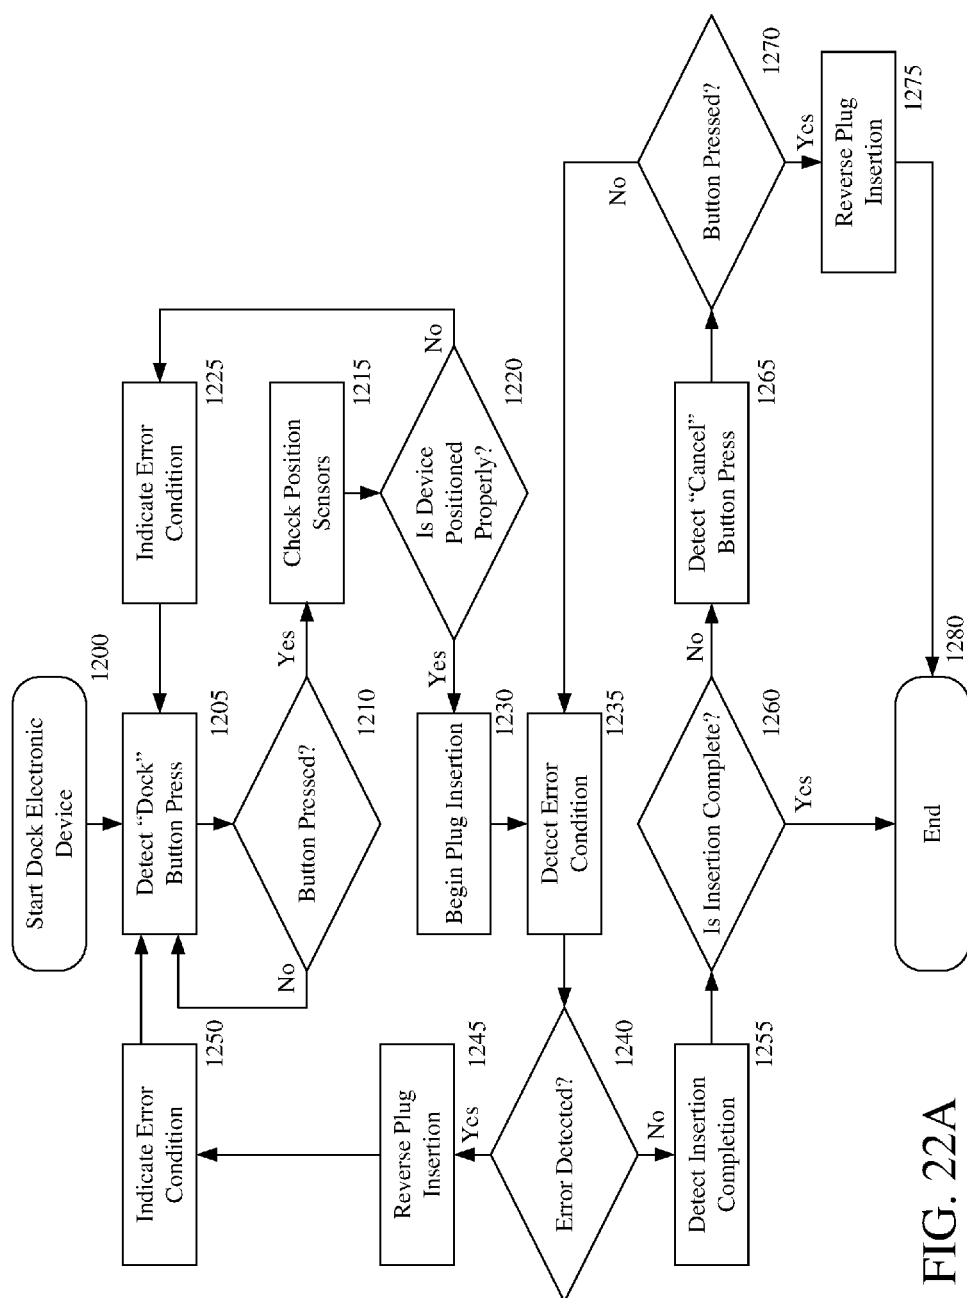 Start Dock Electronic
Device
1200
Detect “Dock”
Button Press
1205
Button Pressed?
1210
No
Yes
Check Position
Sensors
1215
Is Device
Positioned
Properly?
1220
No
Yes
Indicate Error
Condition
1225
Begin Plug Insertion
1230
Detect Error
Condition
1235
Error Detected?
1240
Yes
No
Reverse Plug
Insertion
1245
Indicate Error
Condition
1250
Detect Insertion
Completion
1255
Is Insertion Complete?
1260
No
Yes
Detect “Cancel”
Button Press
1265
Button Pressed?
1270
No
Yes
Reverse Plug
Insertion
1275
End
1280
FIG. 22A